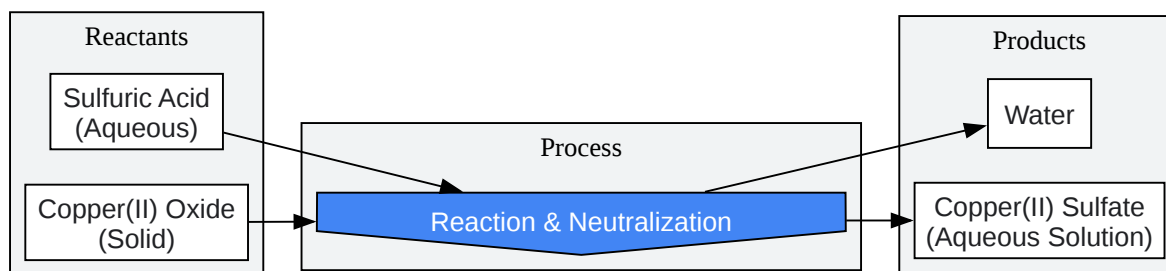 Reactants
Sulfuric Acid
(Aqueous)
Copper(II) Oxide
(Solid)
Process
Reaction & Neutralization
Products
Water
Copper(II) Sulfate
(Aqueous Solution)